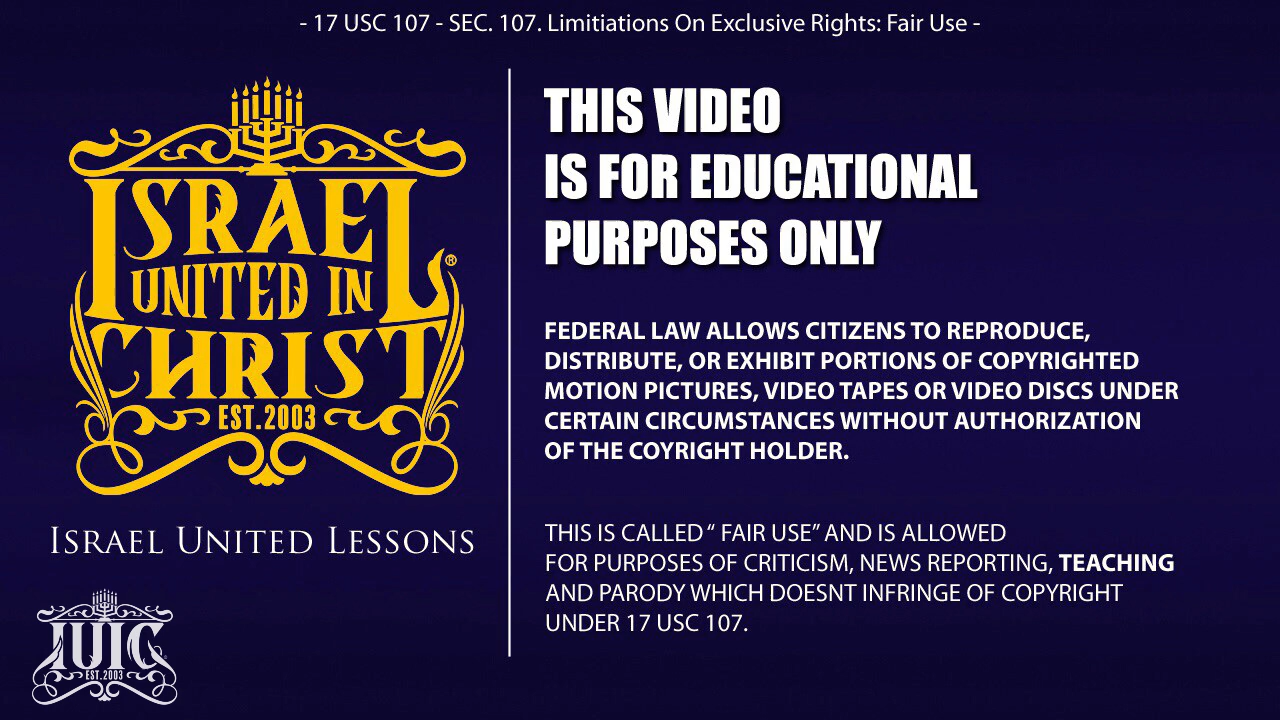 - 17 USC 107 - SEC. 107. Limitiations On Exclusive Rights: Fair Use -
ISRAEL
UNITED IN
CHRIST
®
EST.2003
ISRAEL UNITED LESSONS
IUIC
EST.2003
THIS VIDEO
IS FOR EDUCATIONAL
PURPOSES ONLY
FEDERAL LAW ALLOWS CITIZENS TO REPRODUCE,
DISTRIBUTE, OR EXHIBIT PORTIONS OF COPYRIGHTED
MOTION PICTURES, VIDEO TAPES OR VIDEO DISCS UNDER
CERTAIN CIRCUMSTANCES WITHOUT AUTHORIZATION
OF THE COYRIGHT HOLDER.
THIS IS CALLED “ FAIR USE” AND IS ALLOWED
FOR PURPOSES OF CRITICISM, NEWS REPORTING, TEACHING
AND PARODY WHICH DOESNT INFRINGE OF COPYRIGHT
UNDER 17 USC 107.